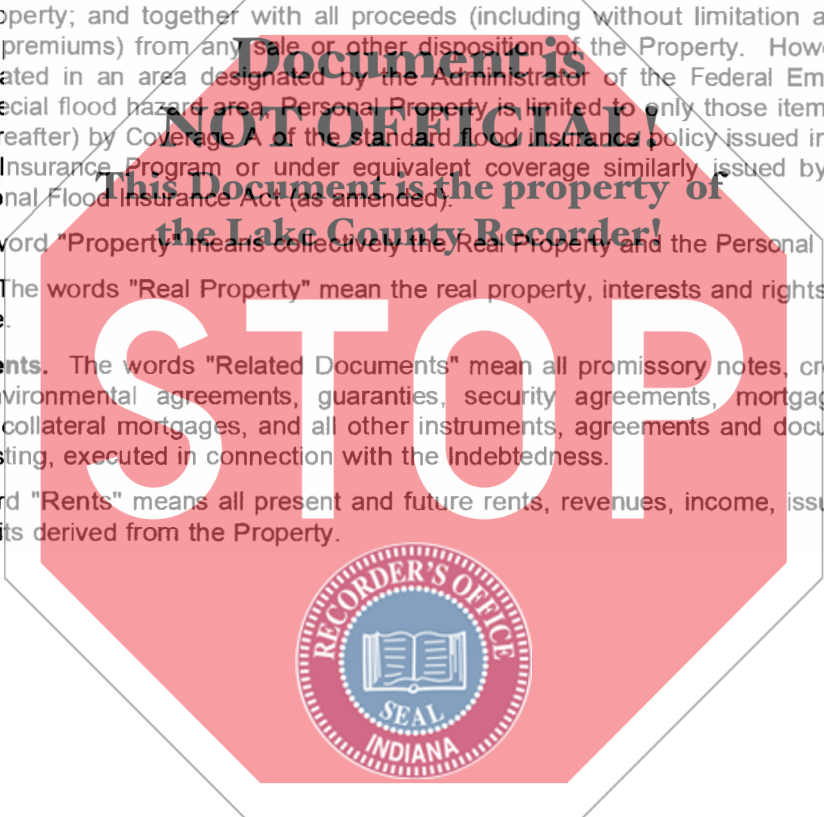 operty; and together with all proceeds (including without limitation a
premiums) from any sale or other disposition of the Property. Howe
ated in an area designated by the Administrator of the Federal Em
ecial flood hazard area, Personal Property is limited to only those item
reafter) by Coverage A of the standard flood insurance policy issued in
Insurance Program or under equivalent coverage similarly issued by
onal Flood Insurance Act (as amended).
Document is
NOT OFFICIAL!
This Document is the property of
the Lake County Recorder!
word "Property" means collectively the Real Property and the Personal
The words "Real Property" mean the real property, interests and rights
e.
ents. The words "Related Documents" mean all promissory notes, cre
vironmental agreements, guaranties, security agreements, mortgag
collateral mortgages, and all other instruments, agreements and docu
sting, executed in connection with the Indebtedness.
rd "Rents" means all present and future rents, revenues, income, issu
its derived from the Property.
STOP
RECORDER'S OFFICE
SEAL
INDIANA